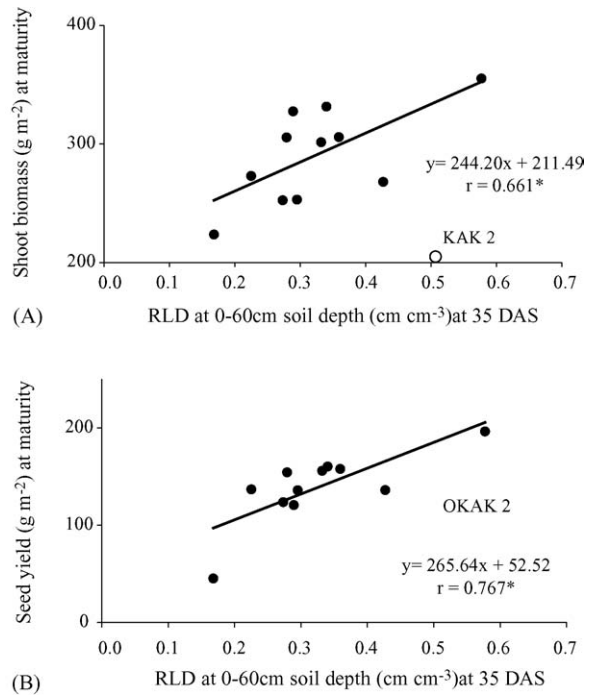 400
300
200
Shoot biomass (g m-2) at maturity
y= 244.20x + 211.49
r = 0.661*
KAK 2
0.0 0.1 0.2 0.3 0.4 0.5 0.6 0.7
(A) RLD at 0-60cm soil depth (cm cm-3)at 35 DAS
200
100
0
Seed yield (g m-2) at maturity
OKAK 2
y= 265.64x + 52.52
r = 0.767*
0.0 0.1 0.2 0.3 0.4 0.5 0.6 0.7
(B) RLD at 0-60cm soil depth (cm cm-3)at 35 DAS